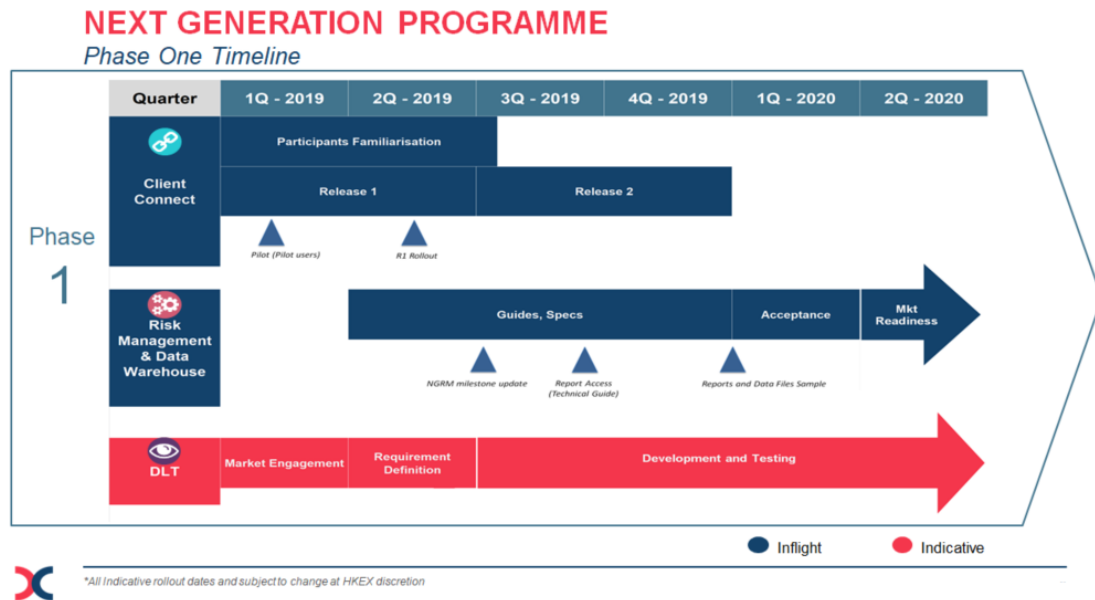 NEXT GENERATION PROGRAMME
Phase One Timeline
Quarter
1Q - 2019
2Q - 2019
3Q - 2019
4Q - 2019
1Q - 2020
2Q - 2020
Phase
1
Client
Connect
Participants Familiarisation
Release 1
Release 2
Pilot (Pilot users)
R1 Rollout
Risk
Management
& Data
Warehouse
Guides, Specs
Acceptance
Mkt
Readiness
NGRM milestone update
Report Access
(Technical Guide)
Reports and Data Files Sample
DLT
Market Engagement
Requirement
Definition
Development and Testing
Inflight
Indicative
*All Indicative rollout dates and subject to change at HKEX discretion